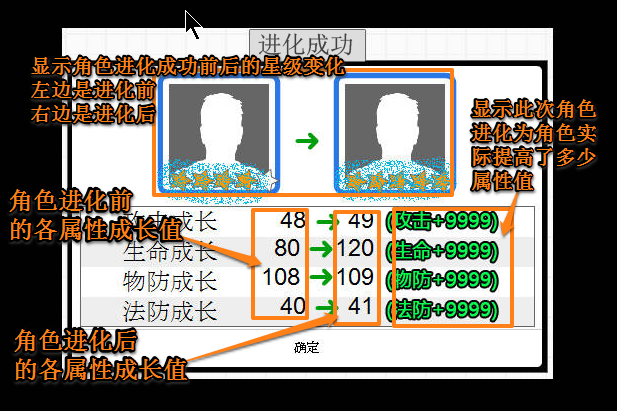 进化成功
显示角色进化成功前后的星级变化
左边是进化前
右边是进化后
显示此次角色
进化为角色实
际提高了多少
属性值
角色进化前
的各属性成长值
攻击成长 48 → 49 (攻击+9999)
生命成长 80 → 120 (生命+9999)
物防成长 108 → 109 (物防+9999)
法防成长 40 → 41 (法防+9999)
角色进化后
的各属性成长值
确定